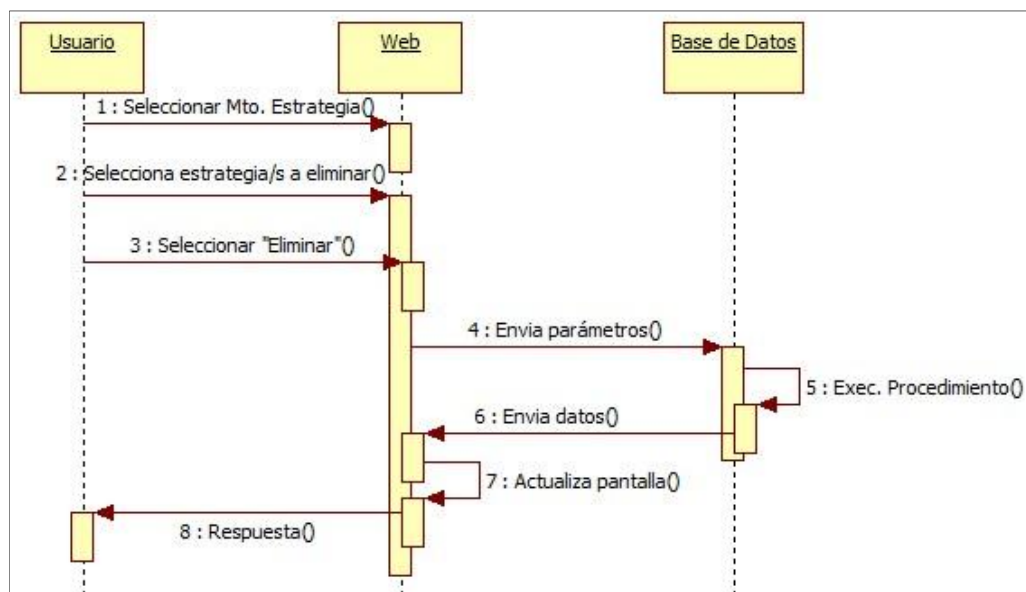 Usuario
Web
Base de Datos
1 : Seleccionar Mto. Estrategia()
2 : Selecciona estrategia/s a eliminar()
3 : Seleccionar "Eliminar"()
4 : Envia parámetros()
5 : Exec. Procedimiento()
6 : Envia datos()
7 : Actualiza pantalla()
8 : Respuesta()